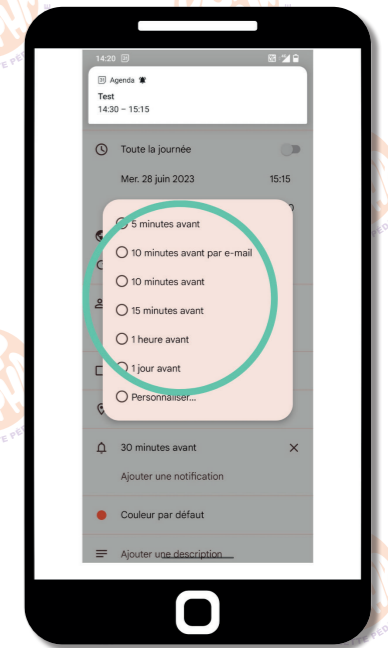 14:20
Agenda
Test
14:30 – 15:15
Toute la journée
Mer. 28 juin 2023 15:15
5 minutes avant
10 minutes avant par e-mail
10 minutes avant
15 minutes avant
1 heure avant
1 jour avant
Personnaliser...
30 minutes avant
Ajouter une notification
Couleur par défaut
Ajouter une description